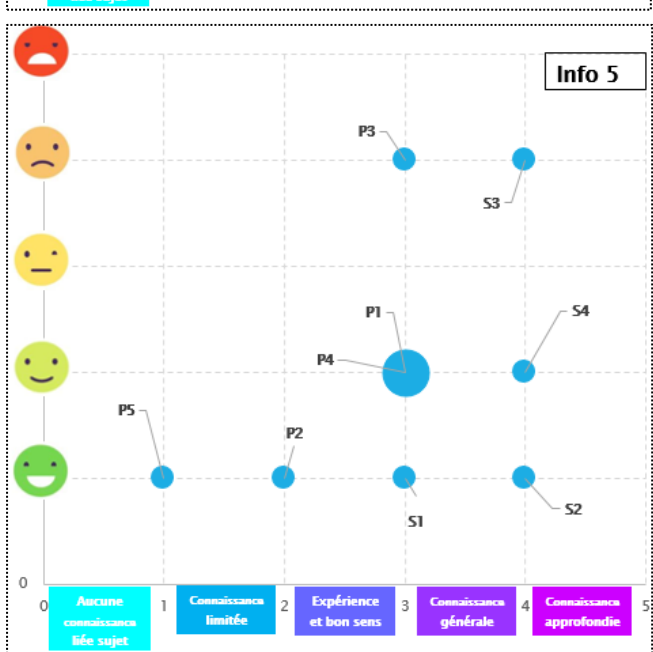 Info 5
P3
S3
P1
S4
P4
P5
P2
S1
S2
0
0 1 2 3 4 5
Aucune
connaissance
liée sujet
Connaissance
limitée
Expérience
et bon sens
Connaissance
générale
Connaissance
approfondie